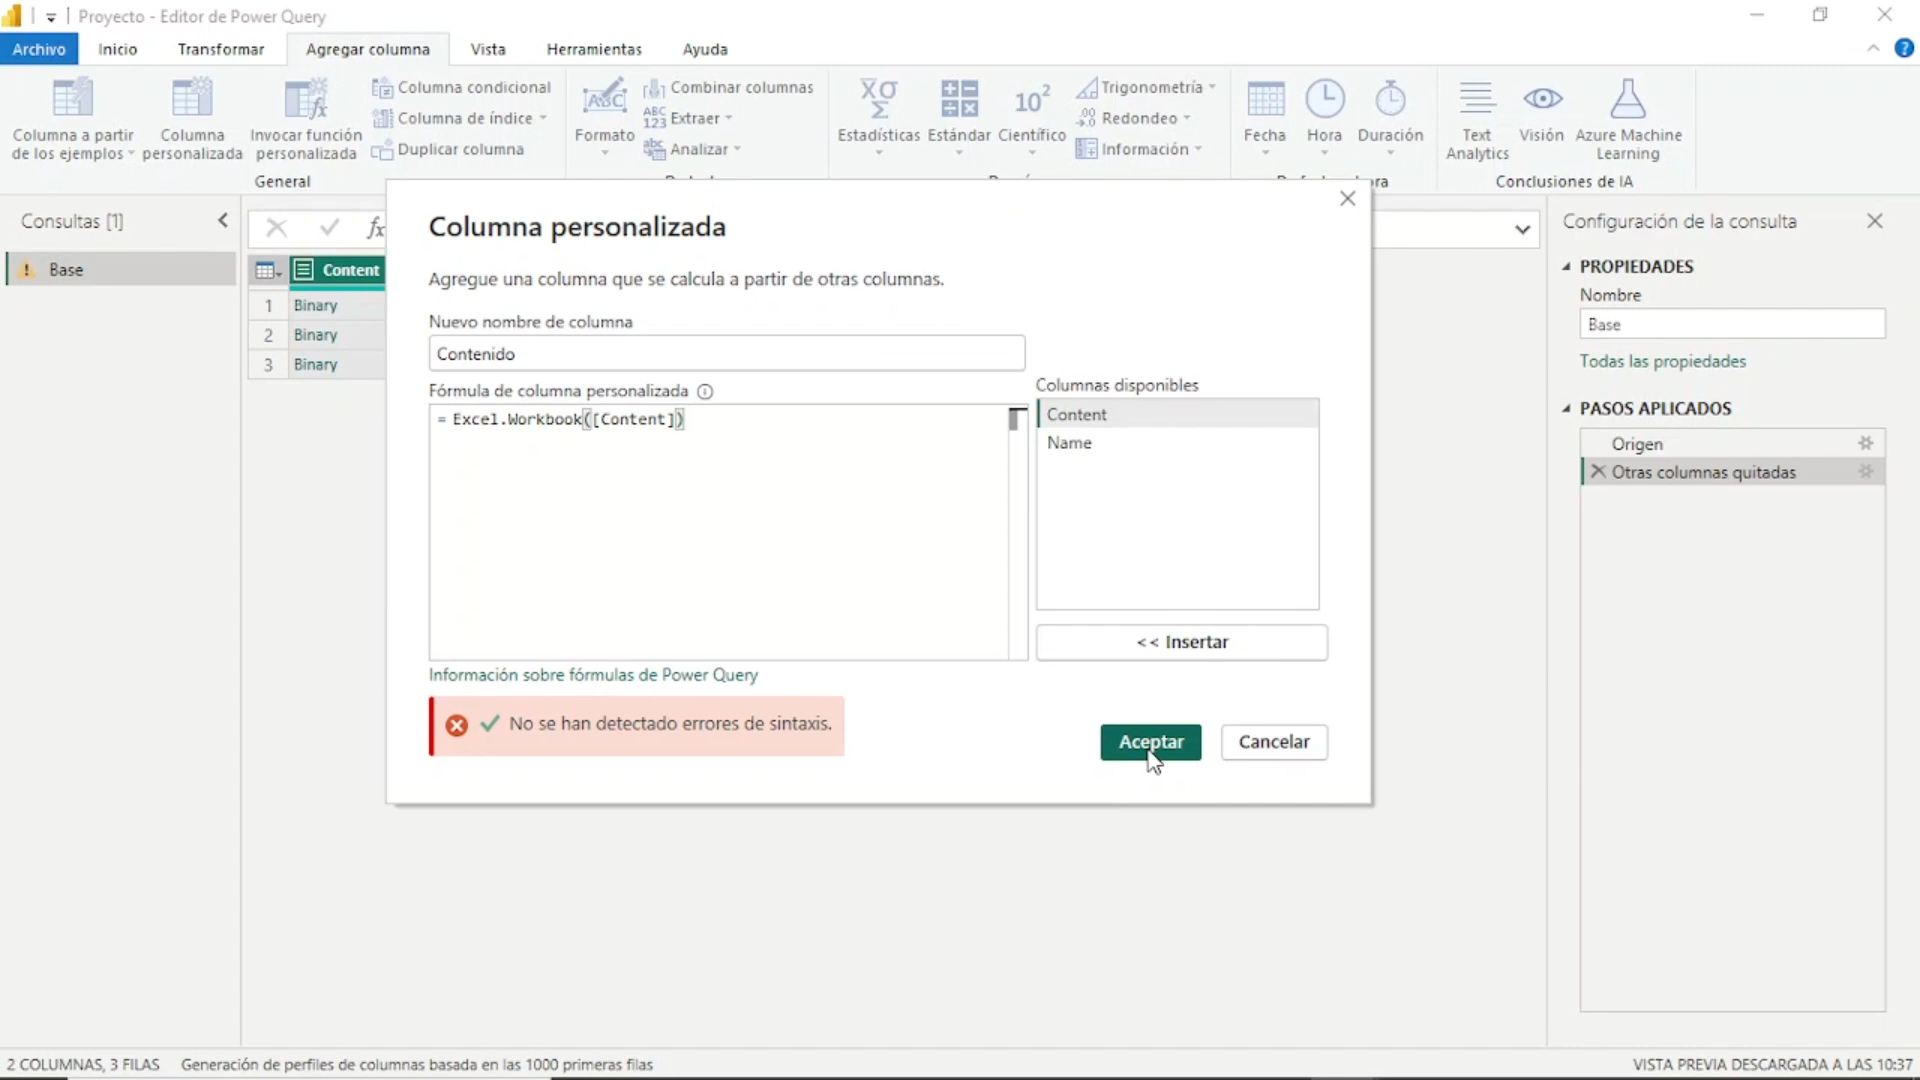 Proyecto - Editor de Power Query
Archivo
Inicio
Transformar
Agregar columna
Vista
Herramientas
Ayuda
Columna a partir
de los ejemplos
Columna
personalizada
Invocar función
personalizada
Columna condicional
Columna de índice
Duplicar columna
General
Formato
Combinar columnas
Extraer
Analizar
Estadísticas
Estándar
Científico
Trigonometría
Redondeo
Información
Fecha
Hora
Duración
Text
Analytics
Visión
Azure Machine
Learning
Conclusiones de IA
Consultas [1]
Base
fx
Content
1 Binary
2 Binary
3 Binary
Columna personalizada
Agregue una columna que se calcula a partir de otras columnas.
Nuevo nombre de columna
Contenido
Fórmula de columna personalizada
= Excel.Workbook([Content])
Columnas disponibles
Content
Name
<< Insertar
Información sobre fórmulas de Power Query
No se han detectado errores de sintaxis.
Aceptar
Cancelar
Configuración de la consulta
PROPIEDADES
Nombre
Base
Todas las propiedades
PASOS APLICADOS
Origen
Otras columnas quitadas
2 COLUMNAS, 3 FILAS
Generación de perfiles de columnas basada en las 1000 primeras filas
VISTA PREVIA DESCARGADA A LAS 10:37